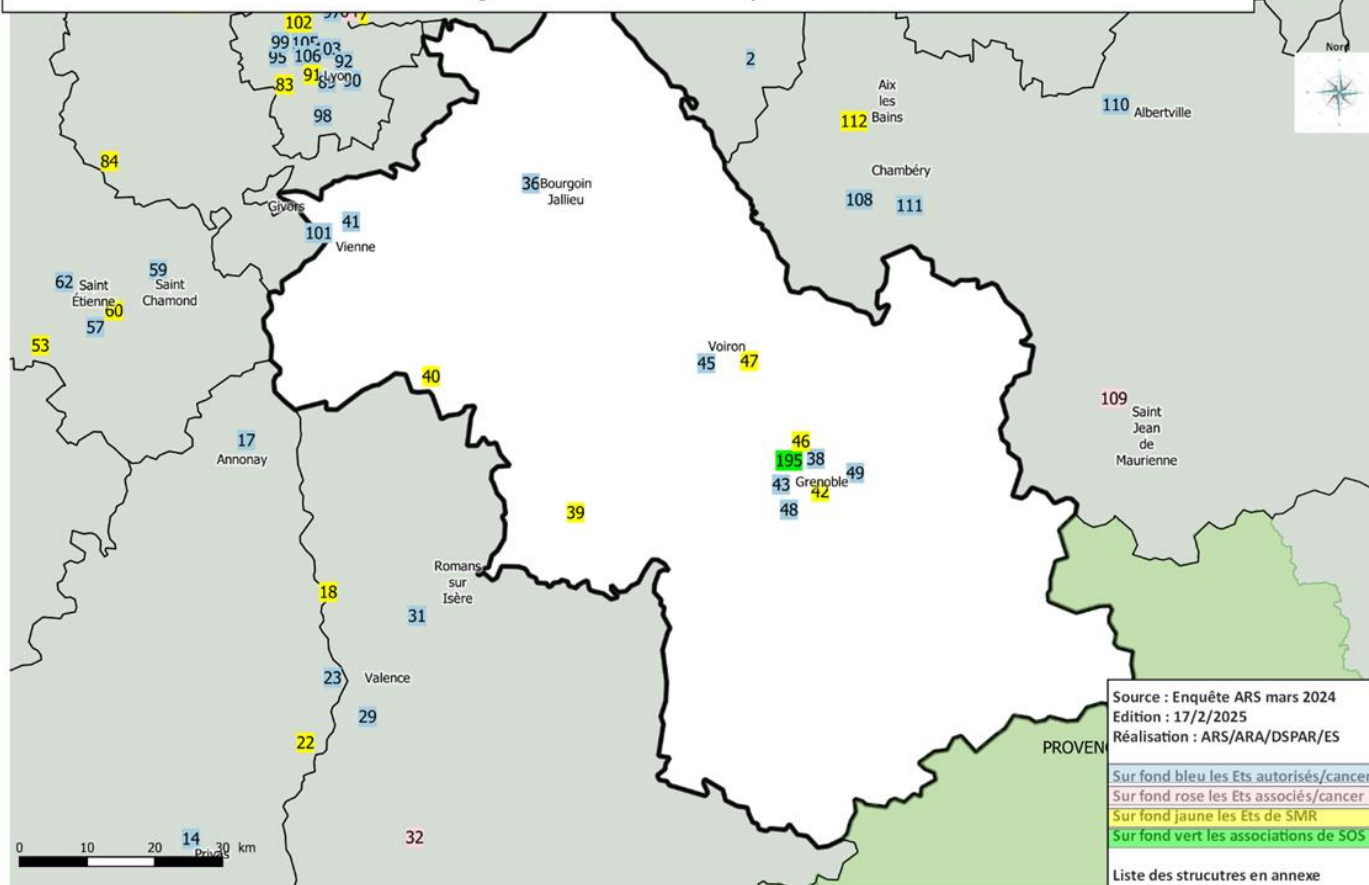 102
99
95
106
03
92
91
Lyon
90
83
98
2
Nord
Aix
les
Bains
112
110
Albertville
84
Chambéry
36
Bourgoin
Jallieu
108
111
Givors
101
41
Vienne
62
59
Saint
Étienne
Saint
Chamond
60
57
53
Voiron
45
47
40
109
Saint
Jean
de
Maurienne
17
Annonay
46
195
38
43
Grenoble
49
42
48
39
Romans
sur
Isère
18
31
23
Valence
29
22
32
14
Privas
0 10 20 30 km
PROVEN
Source : Enquête ARS mars 2024
Edition : 17/2/2025
Réalisation : ARS/ARA/DSPAR/ES
Sur fond bleu les Ets autorisés/cancer
Sur fond rose les Ets associés/cancer
Sur fond jaune les Ets de SMR
Sur fond vert les associations de SOS
Liste des strucutres en annexe